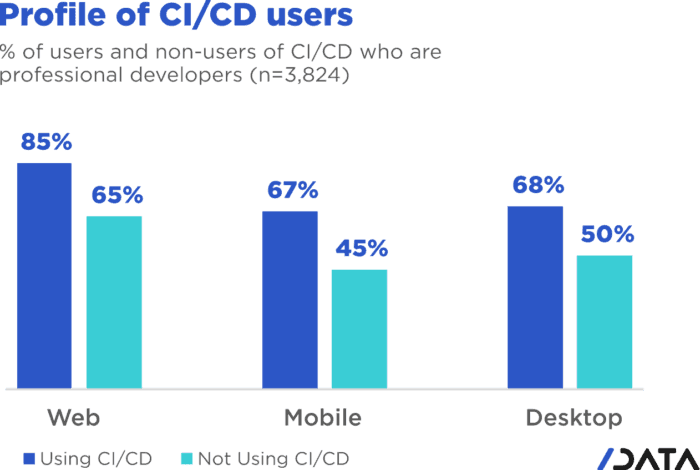 Profile of CI/CD users
% of users and non-users of CI/CD who are
professional developers (n=3,824)
85%
65%
67%
45%
68%
50%
Web
Mobile
Desktop
Using CI/CD
Not Using CI/CD
/DATA